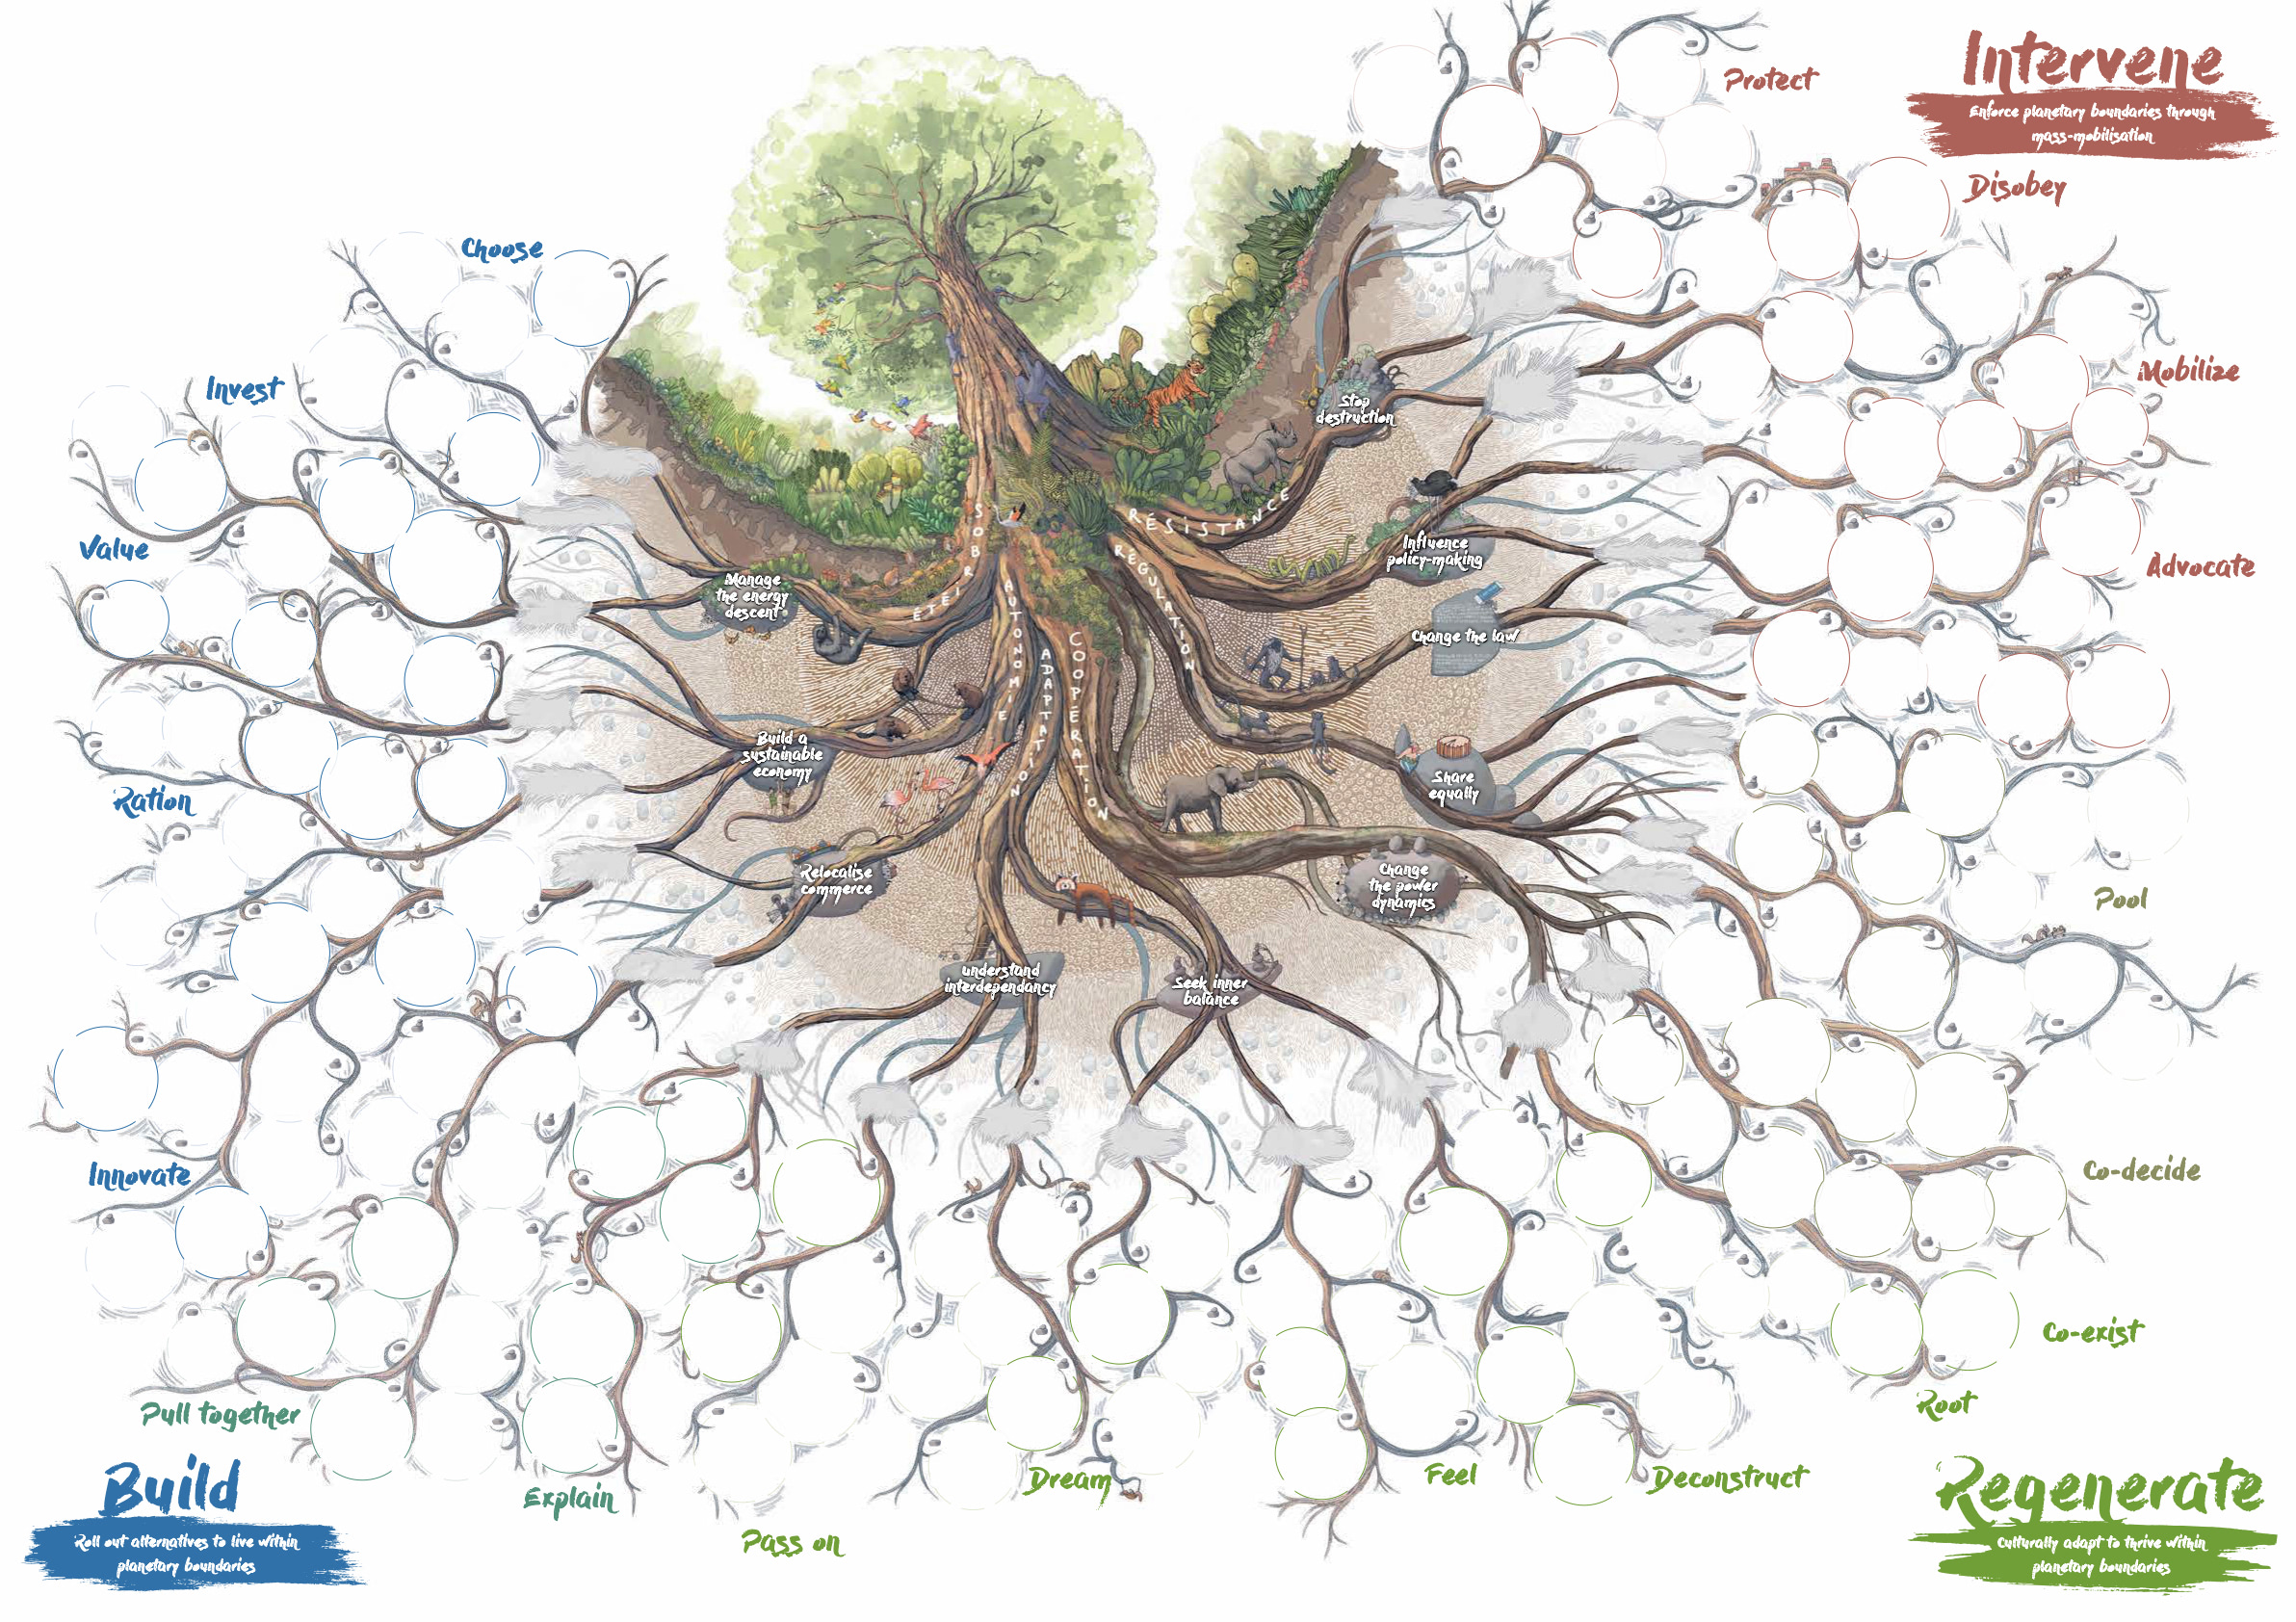 Intervene
Enforce planetary boundaries through
mass-mobilisation
Protect
Disobey
Mobilize
Advocate
Choose
Invest
Value
Ration
Innovate
Pull together
Explain
Pass on
Dream
Feel
Deconstruct
Root
Co-exist
Co-decide
Pool
SOBRIÉTÉ
AUTONOMIE
ADAPTATION
COOPÉRATION
RÉGULATION
RÉSISTANCE
Stop
destruction
Influence
policy-making
Change the law
Share
equally
Change
the power
dynamics
Seek inner
balance
understand
interdependancy
Relocalise
commerce
Build a
sustainable
economy
Manage
the energy
descent
Build
Roll out alternatives to live within
planetary boundaries
Regenerate
Culturally adapt to thrive within
planetary boundaries